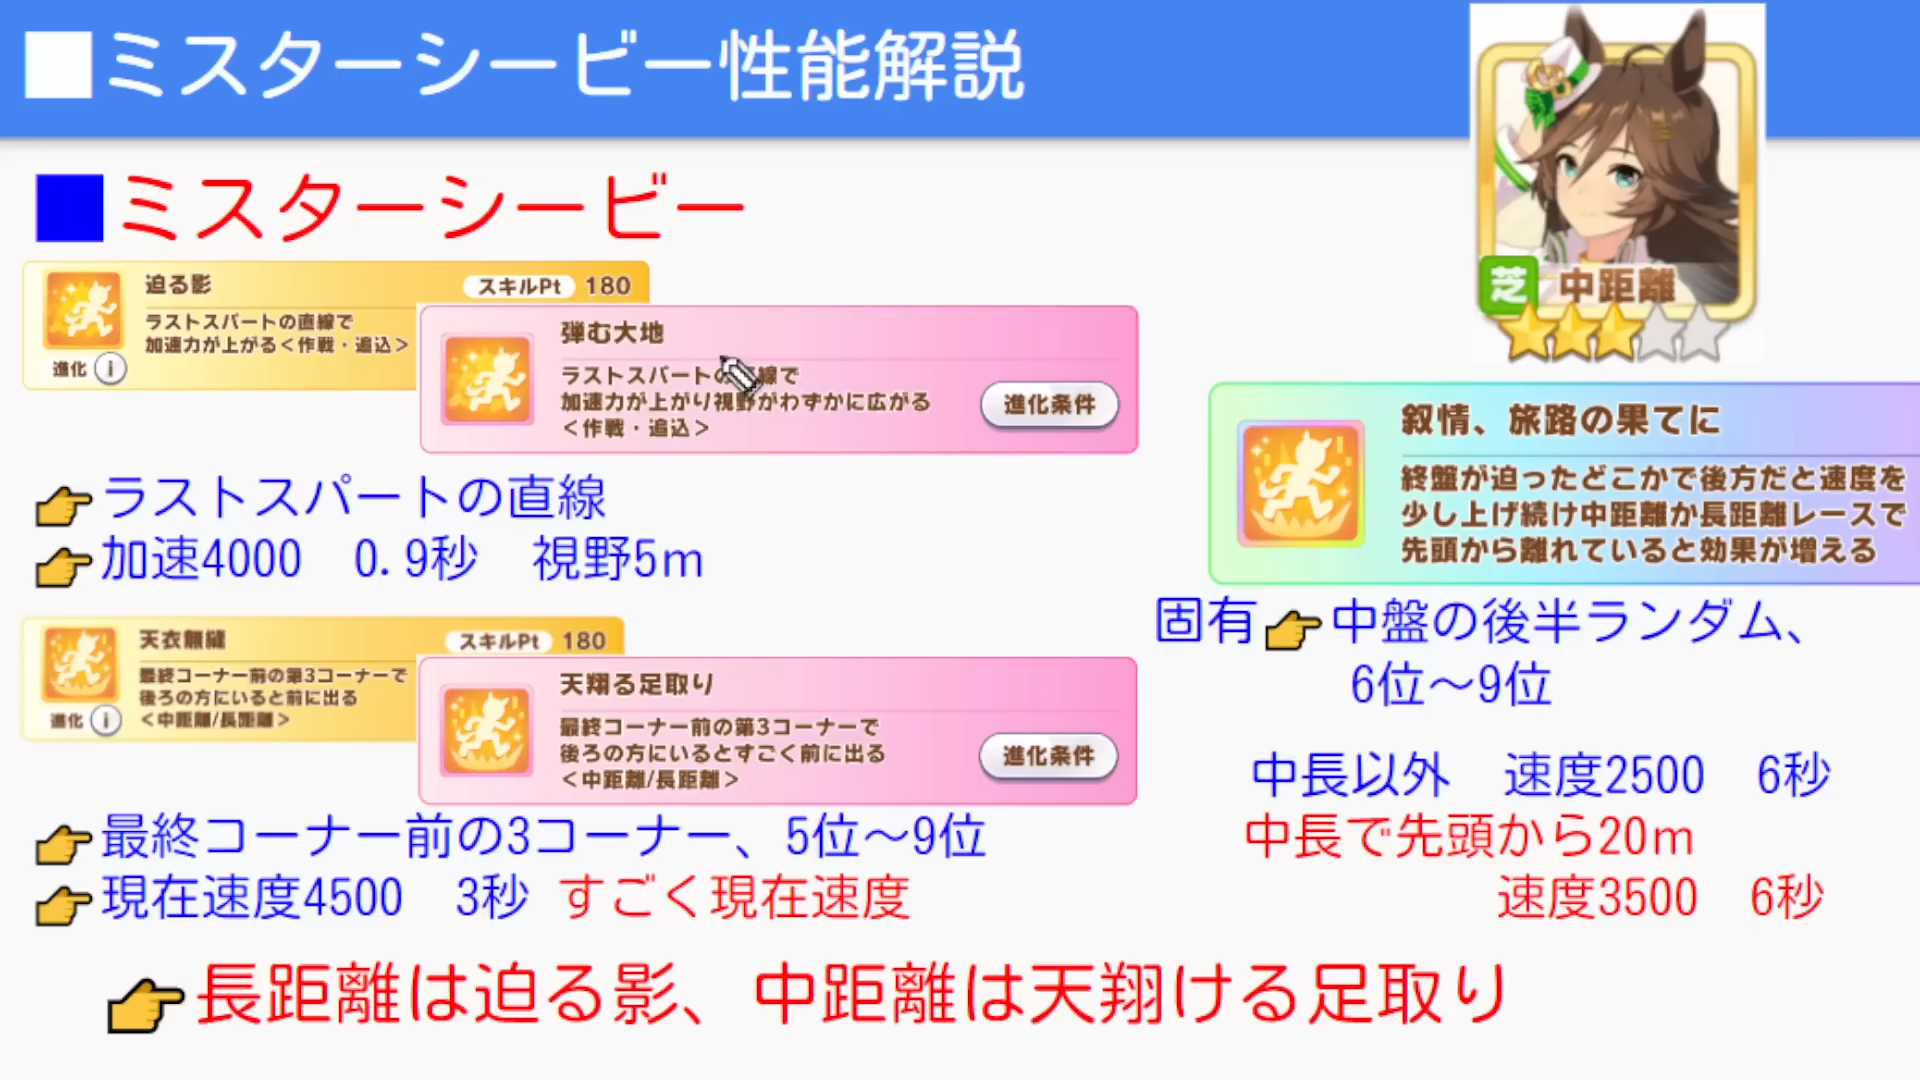 ■ミスターシービー性能解説
芝 中距離
■ミスターシービー
迫る影 スキルPt 180
ラストスパートの直線で
加速力が上がる<作戦・追込>
進化 i
弾む大地
ラストスパートの直線で
加速力が上がり視野がわずかに広がる
<作戦・追込>
進化条件
👉ラストスパートの直線
👉加速4000 0.9秒 視野5m
天衣無縫 スキルPt 180
最終コーナー前の第3コーナーで
後ろの方にいると前に出る
<中距離/長距離>
進化 i
天翔る足取り
最終コーナー前の第3コーナーで
後ろの方にいるとすごく前に出る
<中距離/長距離>
進化条件
👉最終コーナー前の3コーナー、5位～9位
👉現在速度4500 3秒 すごく現在速度
叙情、旅路の果てに
終盤が迫ったどこかで後方だと速度を
少し上げ続け中距離か長距離レースで
先頭から離れていると効果が増える
固有👉中盤の後半ランダム、
6位～9位
中長以外 速度2500 6秒
中長で先頭から20m
速度3500 6秒
👉長距離は迫る影、中距離は天翔ける足取り